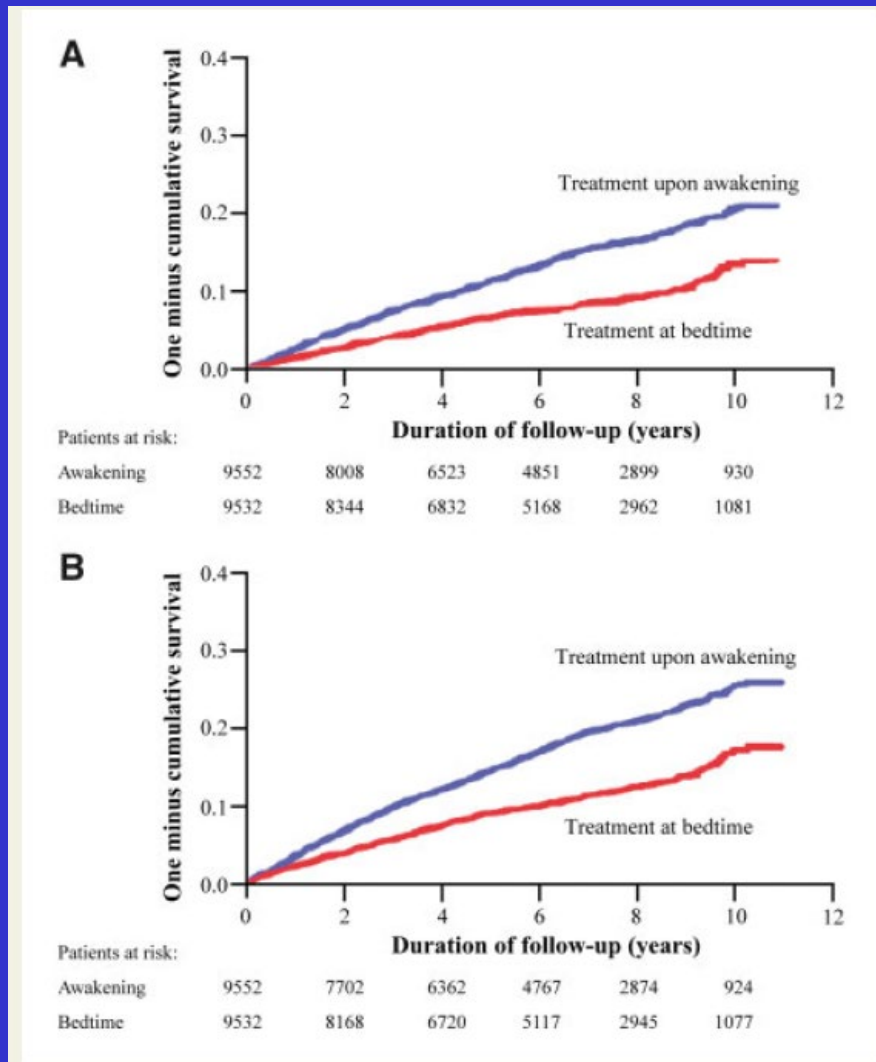 A
One minus cumulative survival
0.4
0.3
0.2
0.1
0.0
Treatment upon awakening
Treatment at bedtime
0 2 4 6 8 10 12
Duration of follow-up (years)
Patients at risk:
Awakening 9552 8008 6523 4851 2899 930
Bedtime 9532 8344 6832 5168 2962 1081
B
One minus cumulative survival
0.4
0.3
0.2
0.1
0.0
Treatment upon awakening
Treatment at bedtime
0 2 4 6 8 10 12
Duration of follow-up (years)
Patients at risk:
Awakening 9552 7702 6362 4767 2874 924
Bedtime 9532 8168 6720 5117 2945 1077